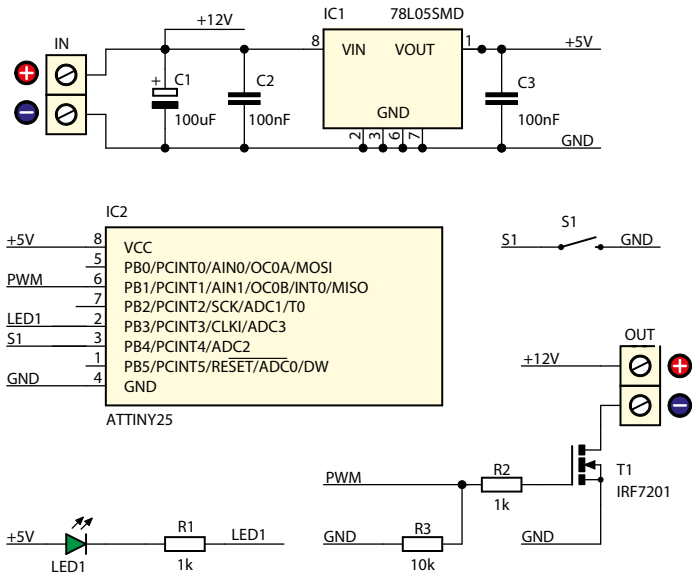 IC1 78L05SMD
+12V
IN
8 VIN VOUT 1 +5V
+ C1 C2 C3
100uF 100nF GND 100nF
2 3 6 7
GND
IC2
+5V 8 VCC
5 PB0/PCINT0/AIN0/OC0A/MOSI
PWM 6 PB1/PCINT1/AIN1/OC0B/INT0/MISO
7 PB2/PCINT2/SCK/ADC1/T0
LED1 2 PB3/PCINT3/CLKI/ADC3
S1 3 PB4/PCINT4/ADC2
1 PB5/PCINT5/RESET/ADC0/DW
GND 4 GND
ATTINY25
S1
S1 GND
OUT
+12V
T1
IRF7201
PWM R2
1k
GND R3 GND
10k
+5V R1 LED1
LED1 1k